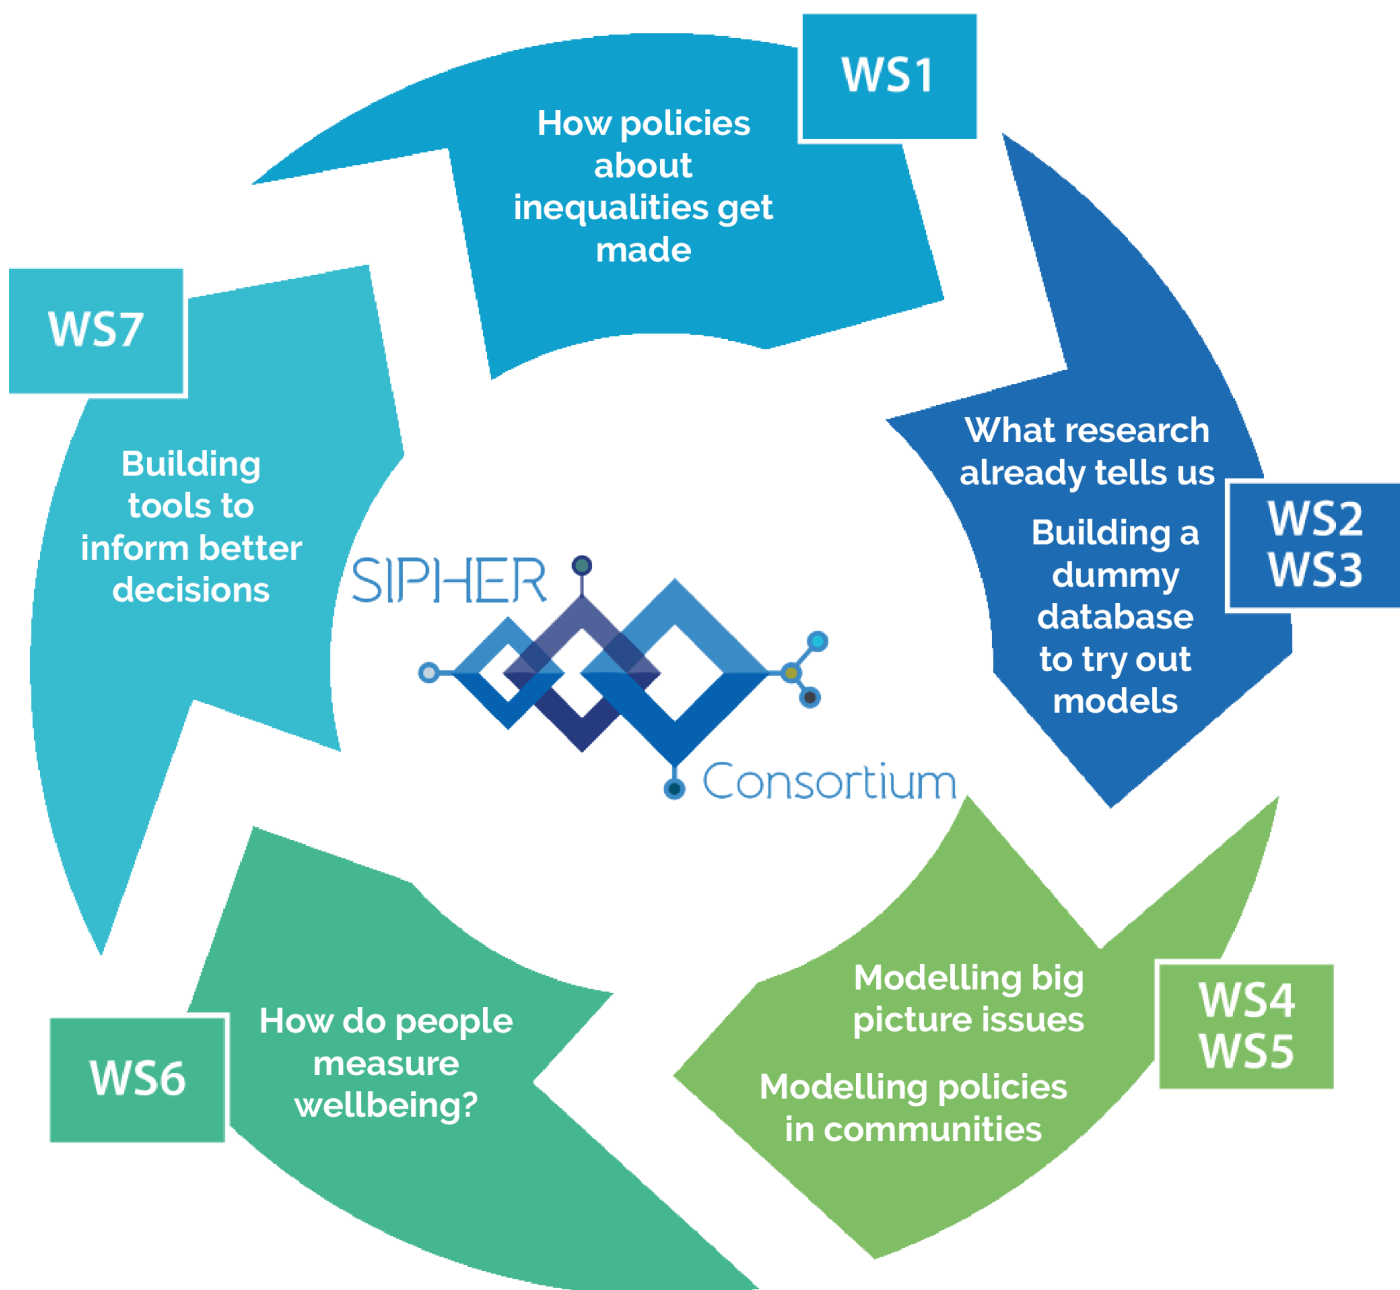 WS1
How policies
about
inequalities get
made
What research
already tells us
Building a
dummy
database
to try out
models
WS2
WS3
Modelling big
picture issues
Modelling policies
in communities
WS4
WS5
How do people
measure
wellbeing?
WS6
WS7
Building
tools to
inform better
decisions
SIPHER
Consortium